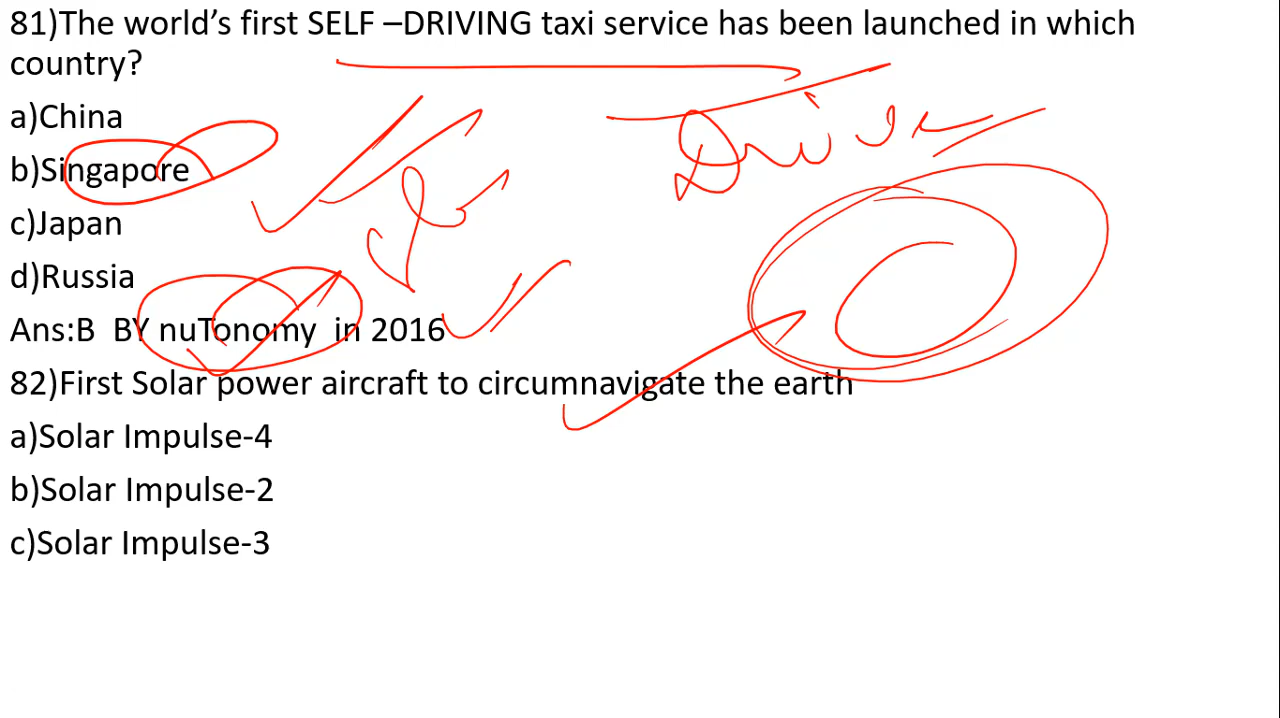 81)The world's first SELF –DRIVING taxi service has been launched in which
country?
a)China
b)Singapore
c)Japan
d)Russia
Ans:B  BY nuTonomy  in 2016
82)First Solar power aircraft to circumnavigate the earth
a)Solar Impulse-4
b)Solar Impulse-2
c)Solar Impulse-3